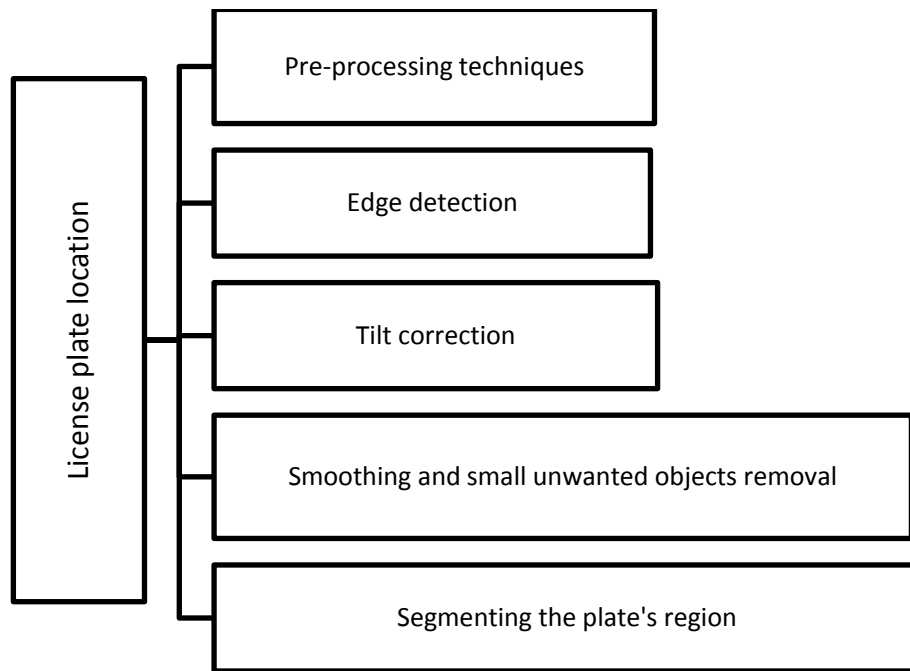 License plate location
Pre-processing techniques
Edge detection
Tilt correction
Smoothing and small unwanted objects removal
Segmenting the plate's region